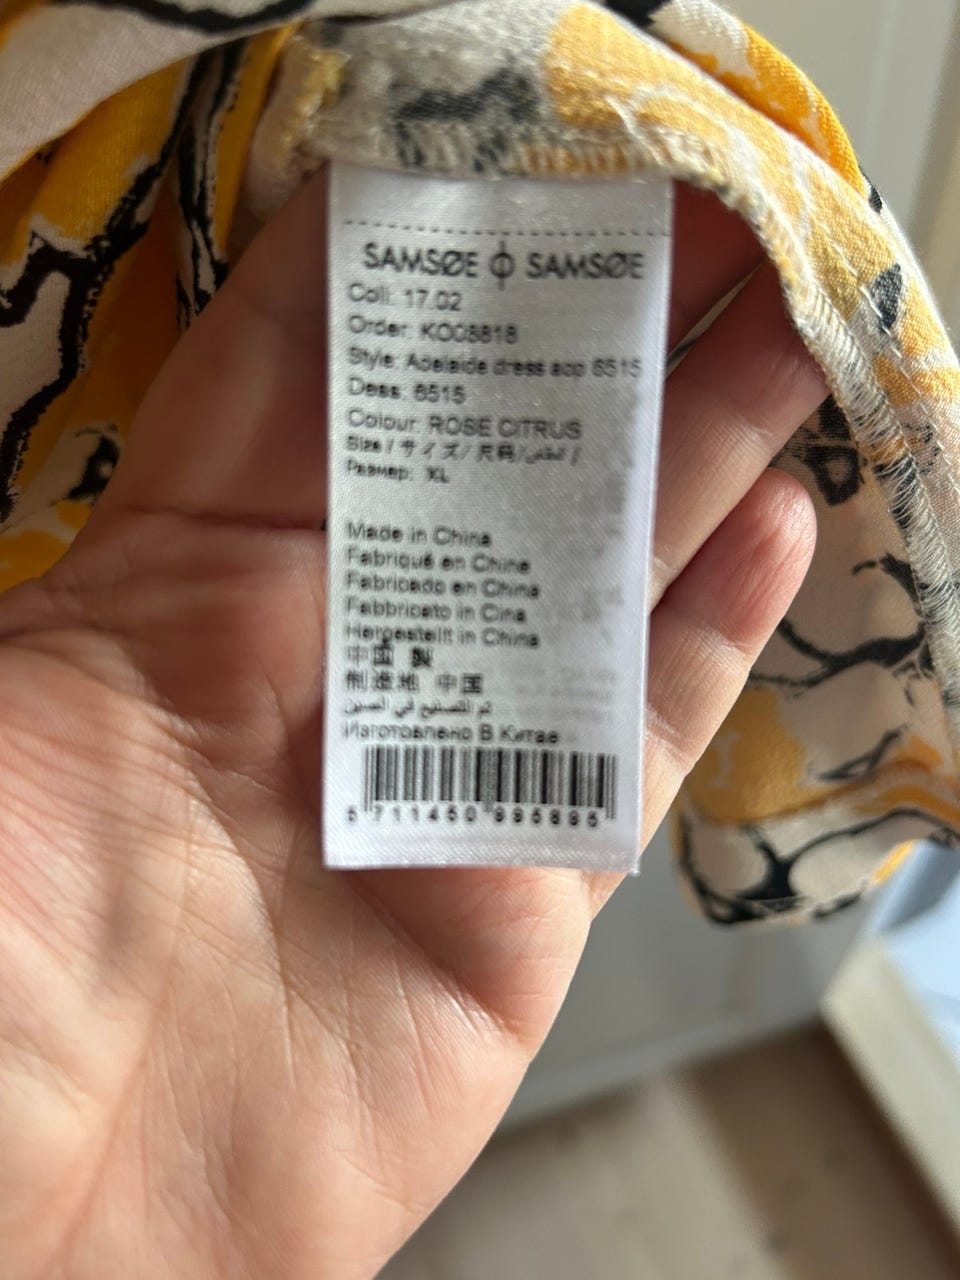 SAMSØE ϕ SAMSØE
Coll: 17.02
Order: KO08818
Style: Adelaide dress aop 6515
Dess: 6515
Colour: ROSE CITRUS
Size / サイズ/ 尺码/المقاس /
Размер: XL
Made in China
Fabriqué en Chine
Fabricado en China
Fabbricato in Cina
Hergestellt in China
中国 製
制造地 中国
تم التصنيع في الصين
Изготовлено В Китае
5 711450 995895